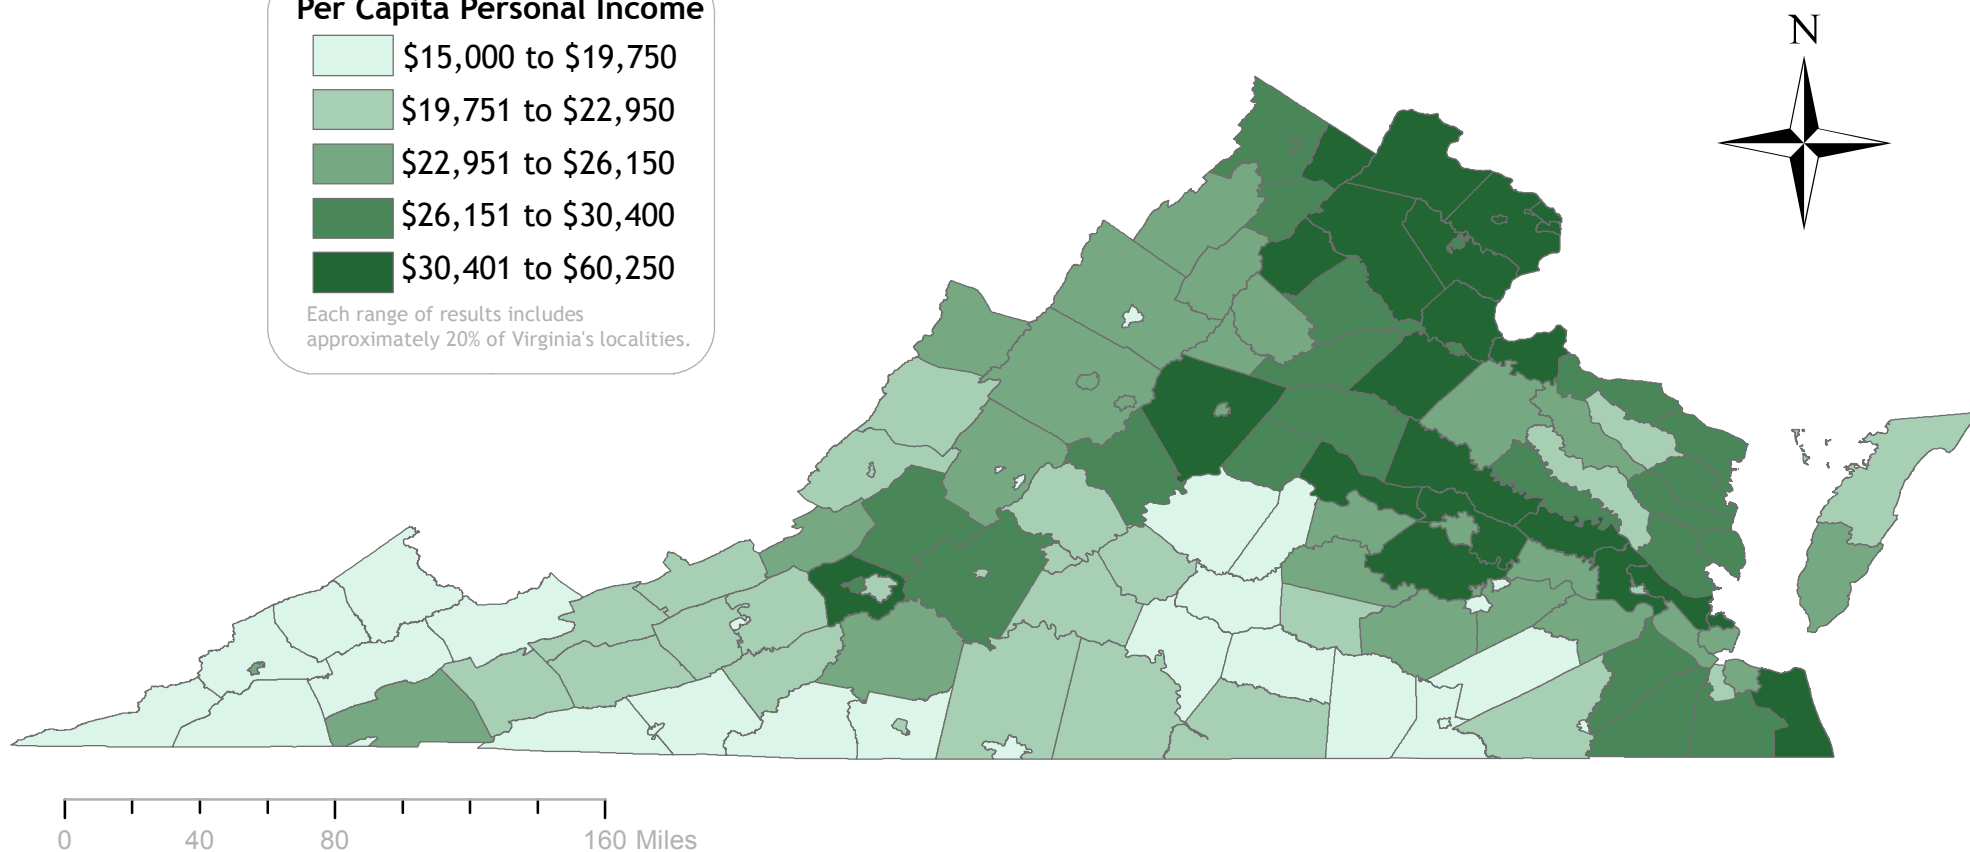 Per Capita Personal Income
$15,000 to $19,750
$19,751 to $22,950
$22,951 to $26,150
$26,151 to $30,400
$30,401 to $60,250
Each range of results includes
approximately 20% of Virginia's localities.
N
0 40 80 160 Miles